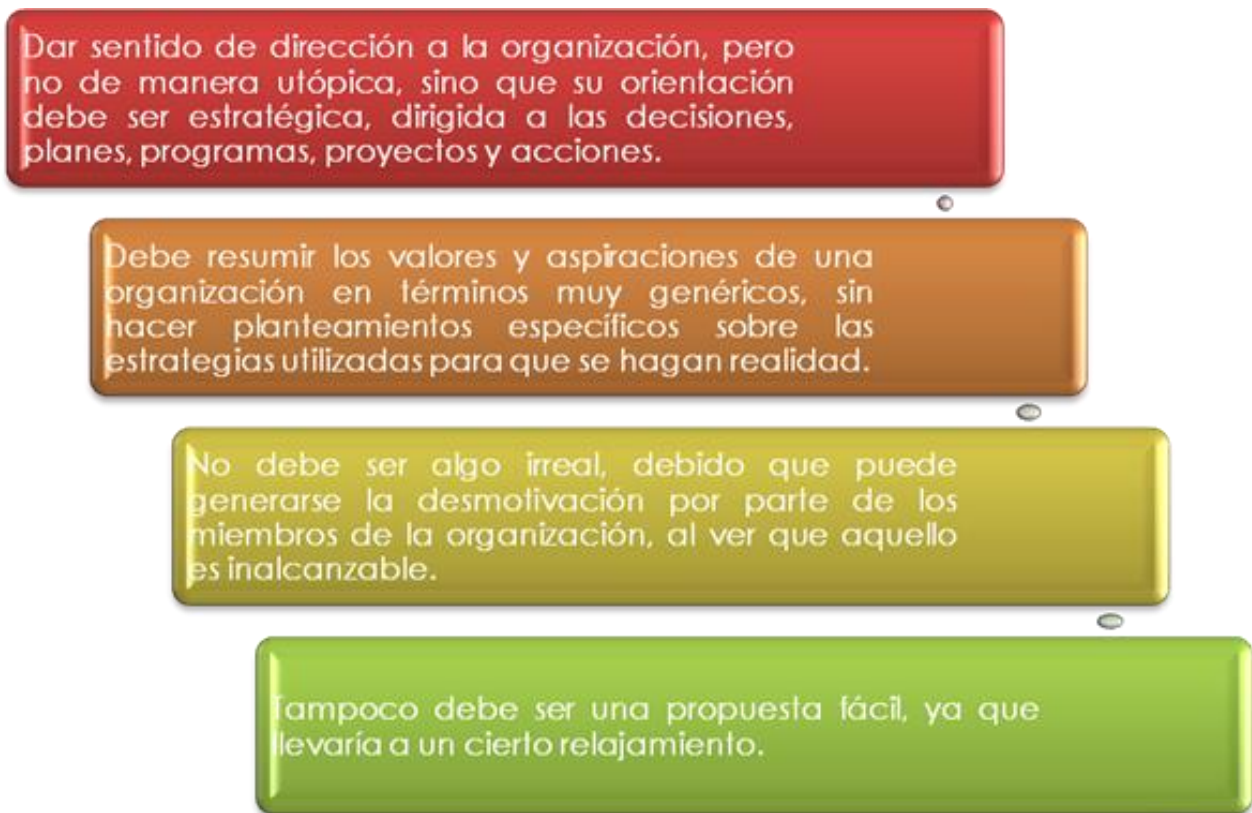 Dar sentido de dirección a la organización, pero
no de manera utópica, sino que su orientación
debe ser estratégica, dirigida a las decisiones,
planes, programas, proyectos y acciones.
Debe resumir los valores y aspiraciones de una
organización en términos muy genéricos, sin
hacer planteamientos específicos sobre las
estrategias utilizadas para que se hagan realidad.
No debe ser algo irreal, debido que puede
generarse la desmotivación por parte de los
miembros de la organización, al ver que aquello
es inalcanzable.
Tampoco debe ser una propuesta fácil, ya que
llevaría a un cierto relajamiento.